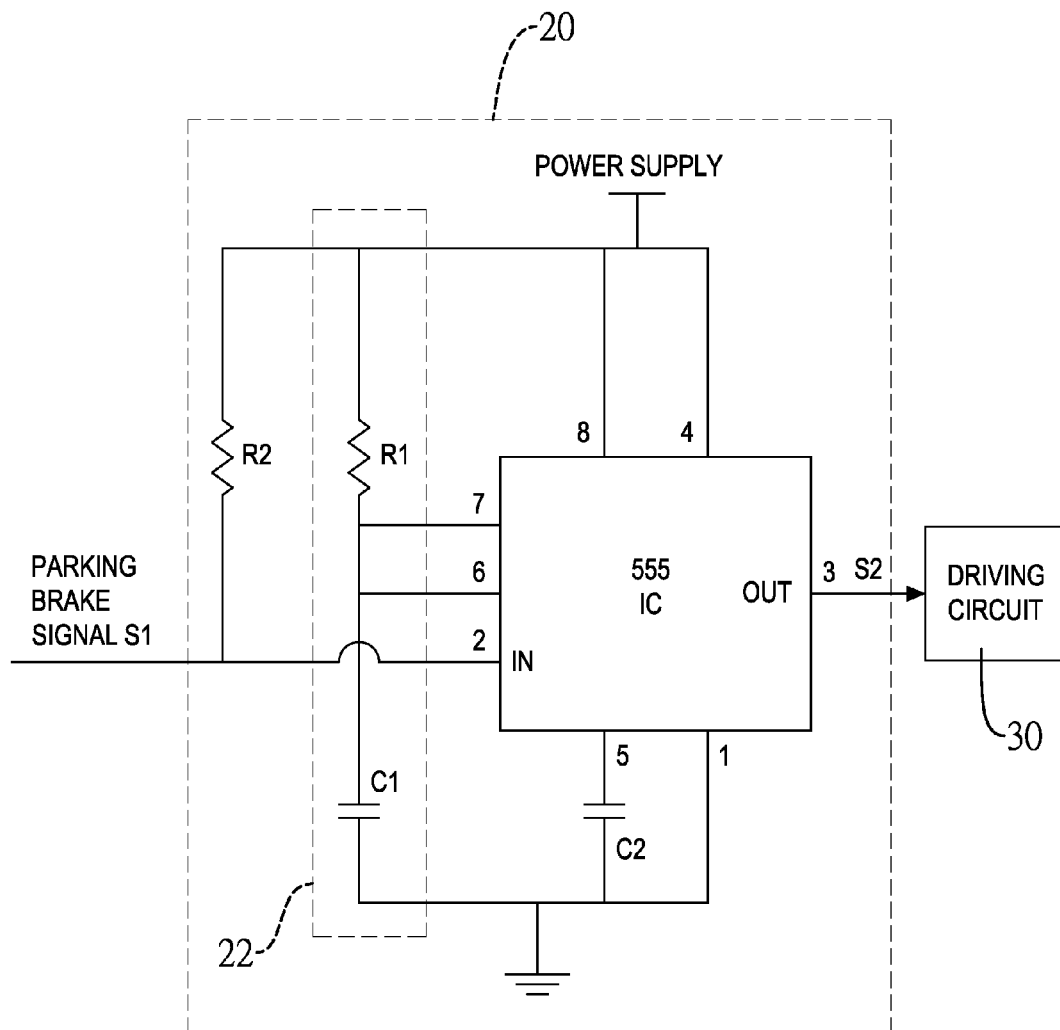 20
POWER SUPPLY
R2
R1
8
4
7
6
2
IN
555
IC
OUT
3
S2
DRIVING
CIRCUIT
PARKING
BRAKE
SIGNAL S1
30
5
1
C1
C2
22